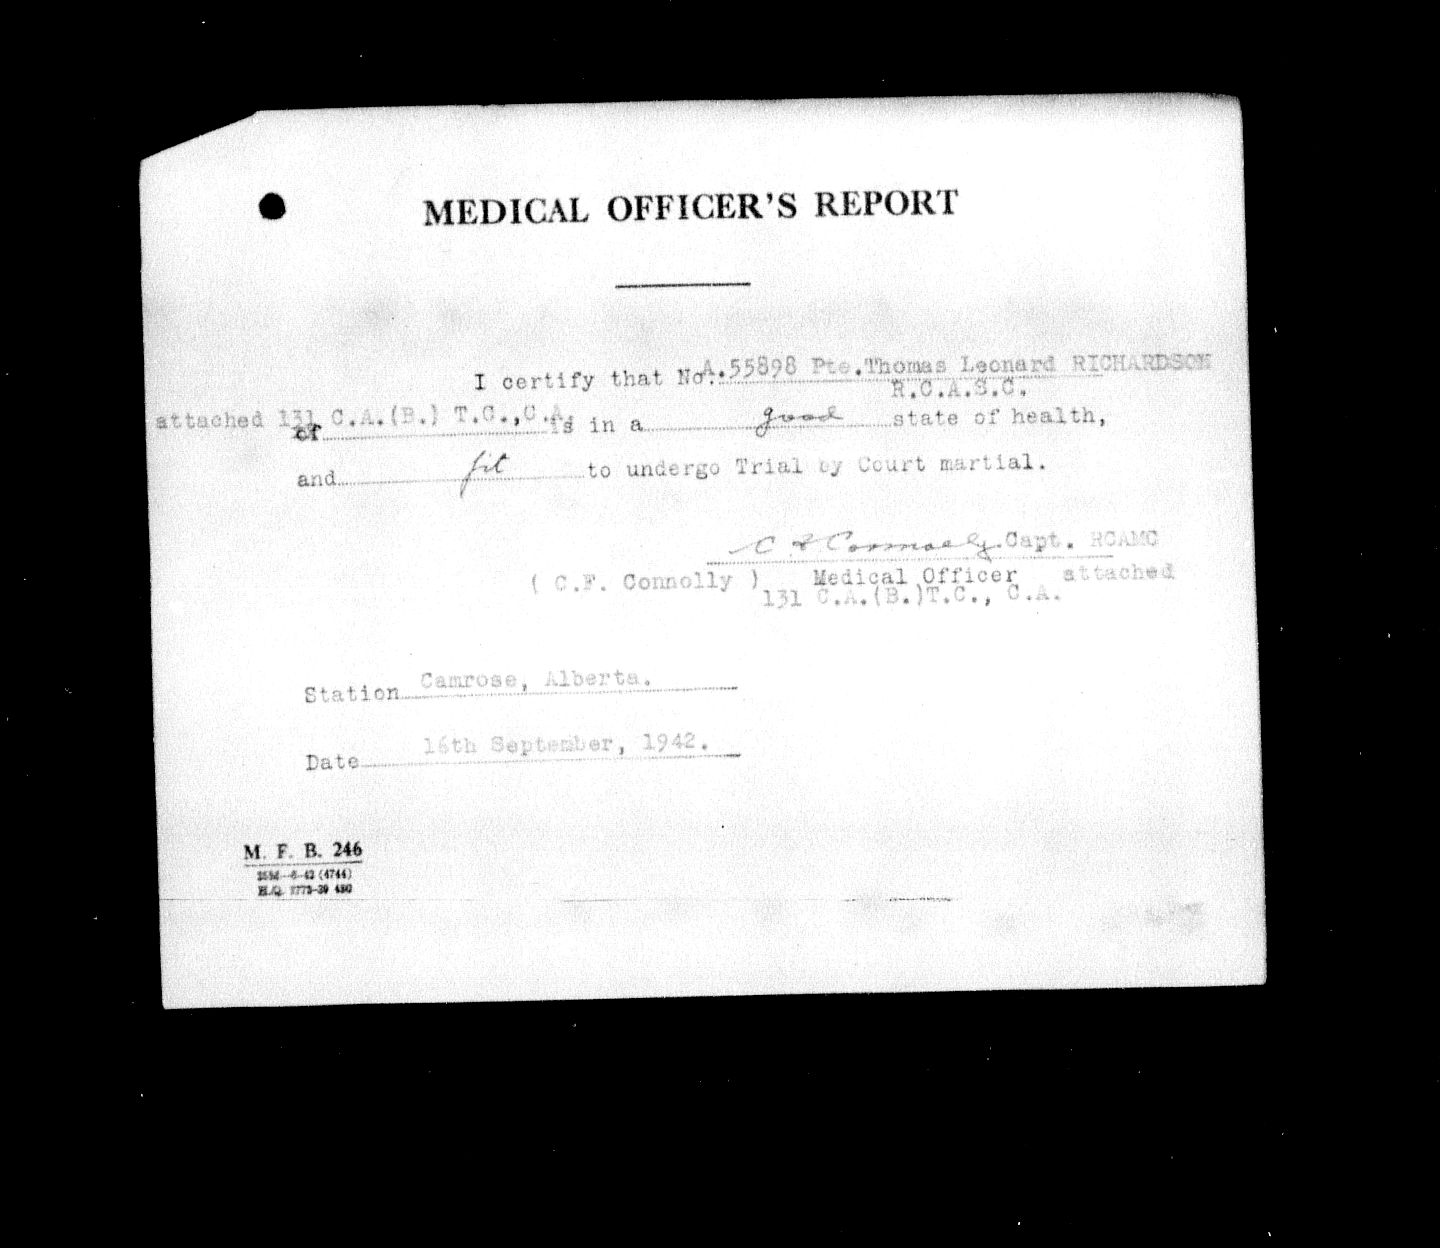 MEDICAL OFFICER'S REPORT
I certify that No. A.55898 Pte. Thomas Leonard RICHARDSON
R.C.A.S.C.
attached 131 C.A.(B.) T.C., C.A. is in a good state of health,
of
and fit to undergo Trial by Court martial.
C F Connolly. Capt. RCAMC
( C.F. Connolly ) Medical Officer attached
131 C.A.(B.)T.C., C.A.
Station Camrose, Alberta.
Date 16th September, 1942.
M. F. B. 246